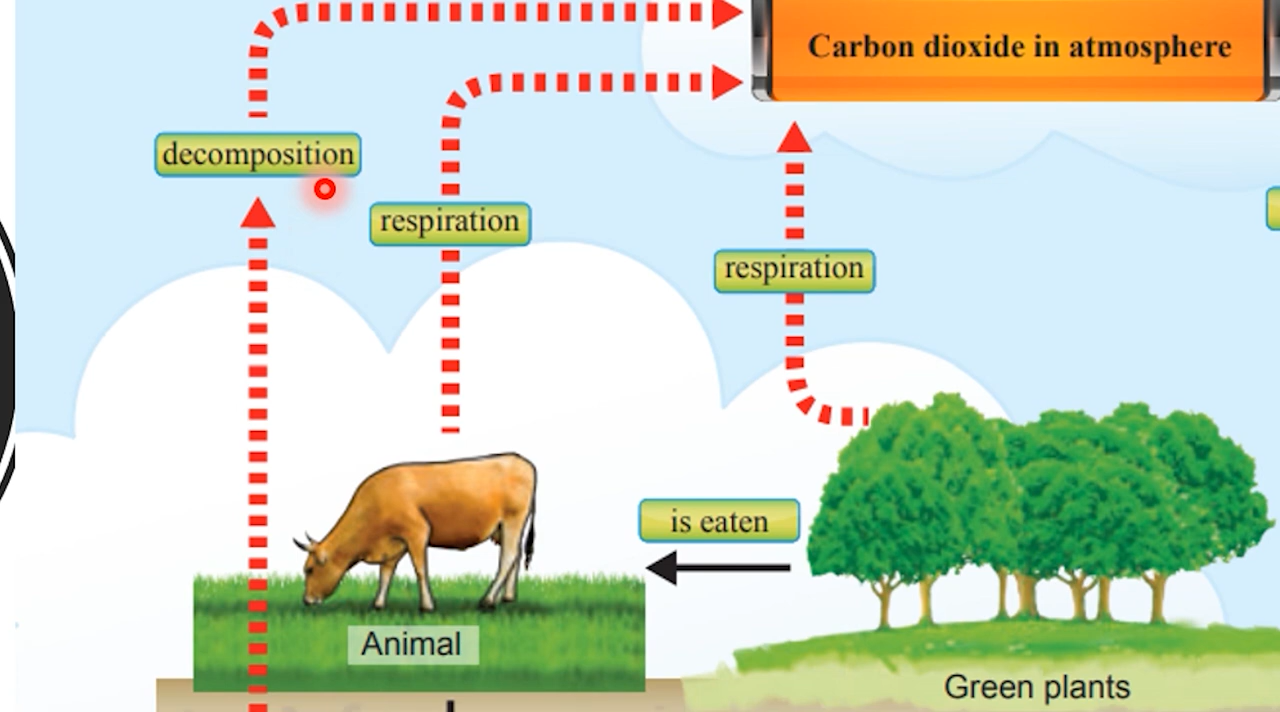 Carbon dioxide in atmosphere
decomposition
respiration
respiration
is eaten
Animal
Green plants